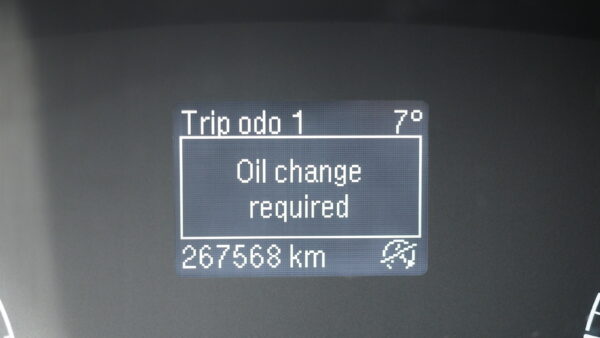 Trip odo 1 7°
Oil change
required
267568 km